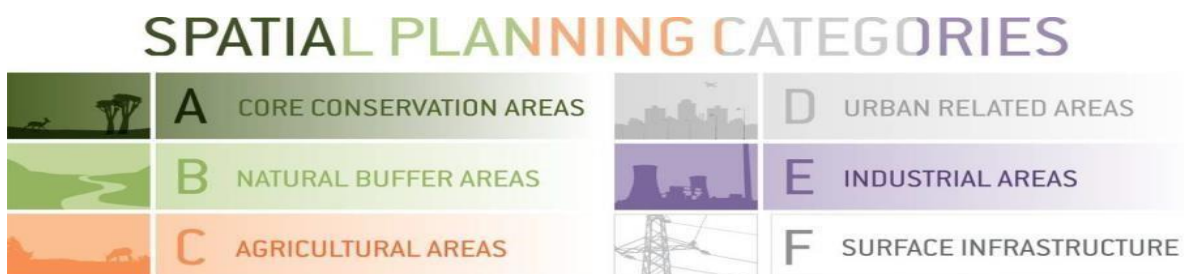 SPATIAL PLANNING CATEGORIES
A CORE CONSERVATION AREAS
B NATURAL BUFFER AREAS
C AGRICULTURAL AREAS
D URBAN RELATED AREAS
E INDUSTRIAL AREAS
F SURFACE INFRASTRUCTURE